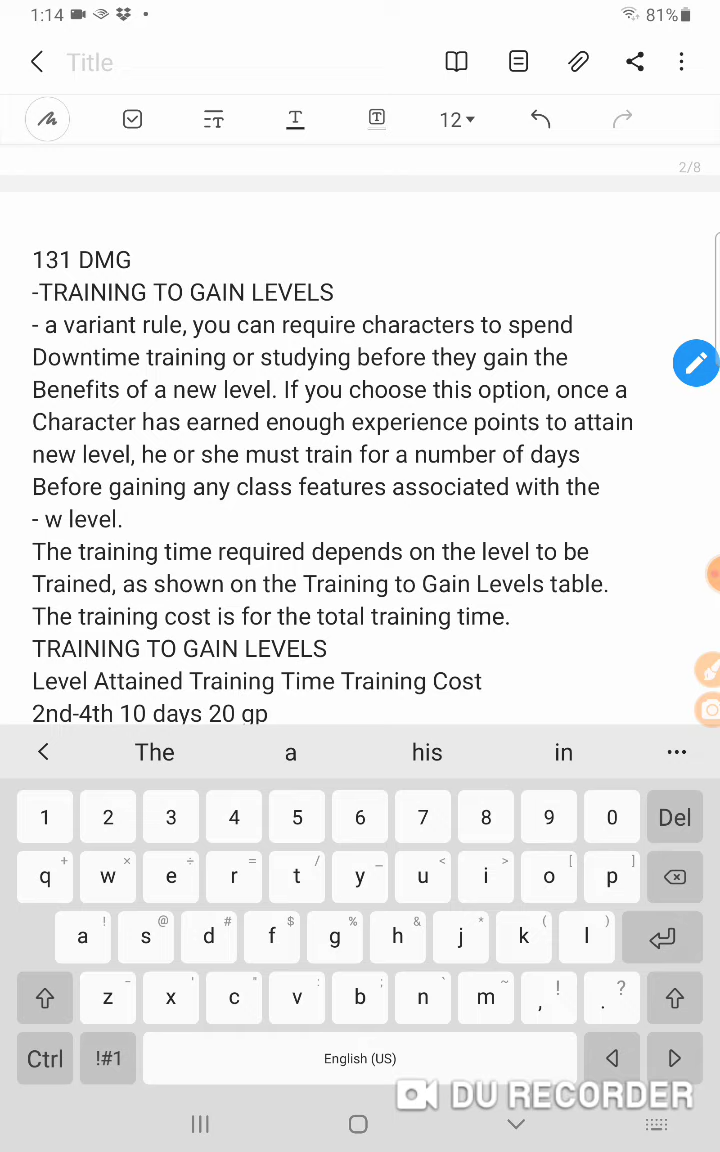 1:14 81%
Title
12
2/8
131 DMG
-TRAINING TO GAIN LEVELS
- a variant rule, you can require characters to spend
Downtime training or studying before they gain the
Benefits of a new level. If you choose this option, once a
Character has earned enough experience points to attain
new level, he or she must train for a number of days
Before gaining any class features associated with the
- w level.
The training time required depends on the level to be
Trained, as shown on the Training to Gain Levels table.
The training cost is for the total training time.
TRAINING TO GAIN LEVELS
Level Attained Training Time Training Cost
2nd-4th 10 days 20 gp
The a his in
1 2 3 4 5 6 7 8 9 0 Del
+ × ÷ = / _ < > [ ]
q w e r t y u i o p
! @ # $ % & * ( )
a s d f g h j k l
- ' " : ; ` ~ ! ?
z x c v b n m , .
Ctrl !#1 English (US)
DU RECORDER